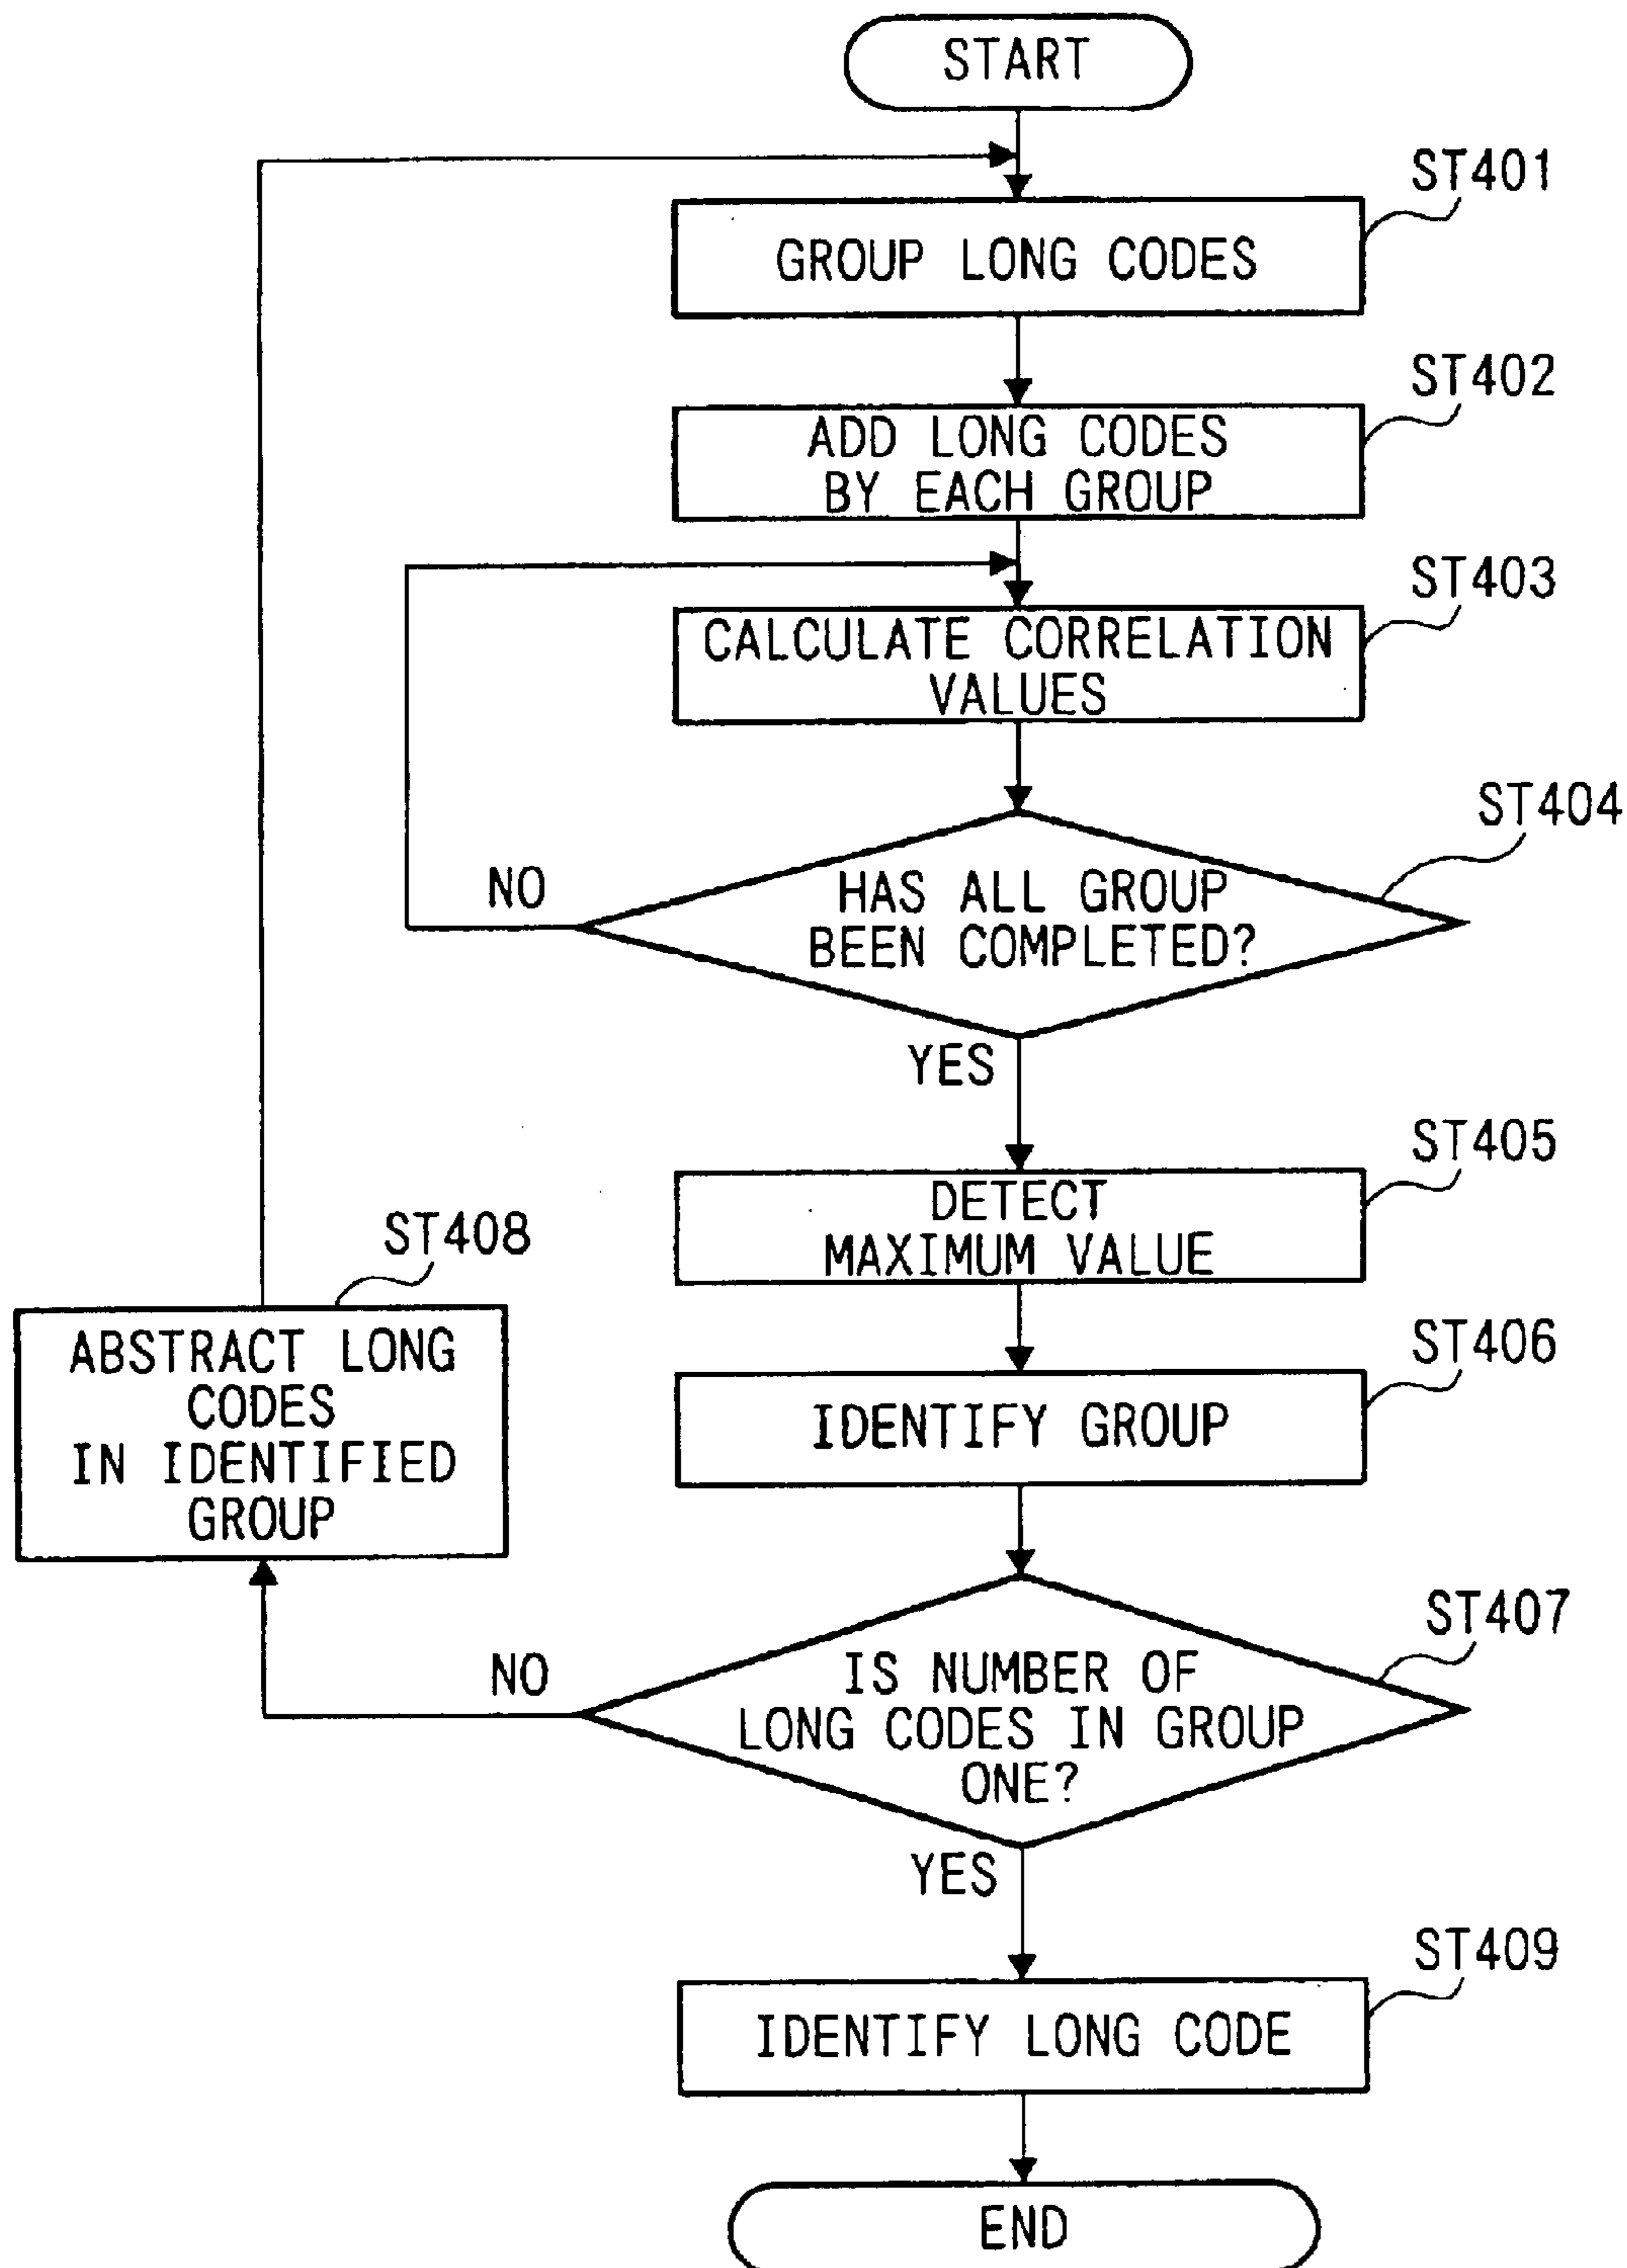 START
ST401
GROUP LONG CODES
ST402
ADD LONG CODES
BY EACH GROUP
ST403
CALCULATE CORRELATION
VALUES
ST404
NO
HAS ALL GROUP
BEEN COMPLETED?
YES
ST405
DETECT
MAXIMUM VALUE
ST408
ABSTRACT LONG
CODES
IN IDENTIFIED
GROUP
ST406
IDENTIFY GROUP
ST407
NO
IS NUMBER OF
LONG CODES IN GROUP
ONE?
YES
ST409
IDENTIFY LONG CODE
END